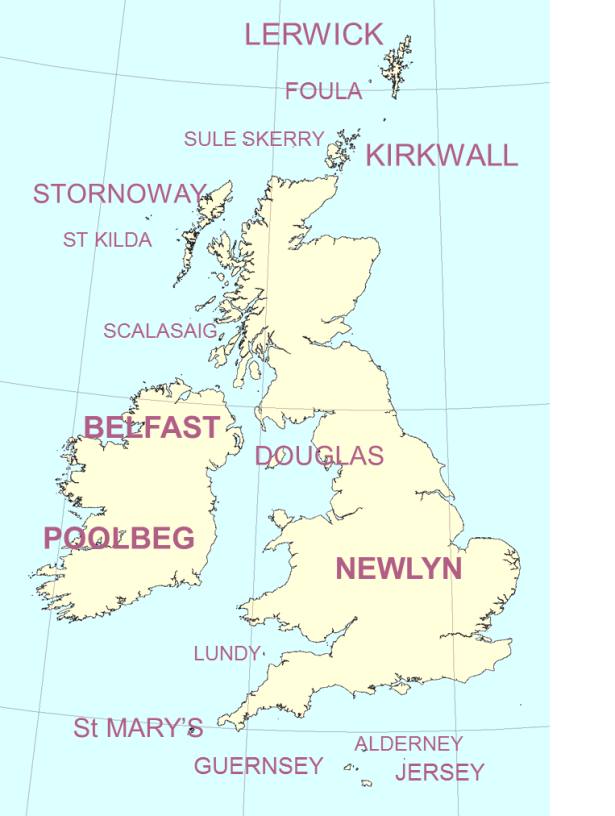 LERWICK
FOULA
SULE SKERRY
KIRKWALL
STORNOWAY
ST KILDA
SCALASAIG
BELFAST
DOUGLAS
POOLBEG
NEWLYN
LUNDY
St MARY'S
ALDERNEY
GUERNSEY
JERSEY